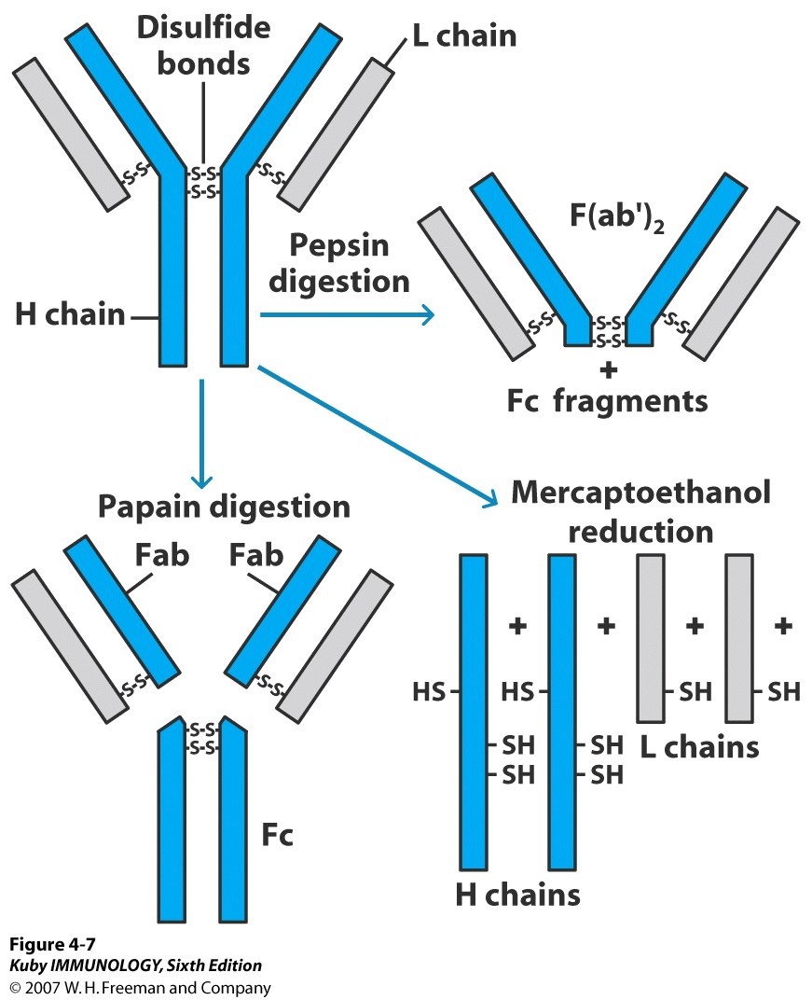 Disulfide
bonds
L chain
-S-S-
-S-S-
-S-S-
-S-S-
H chain
Pepsin
digestion
F(ab')₂
-S-S-
-S-S-
-S-S-
-S-S-
+
Fc fragments
Papain digestion
Fab
Fab
-S-S-
-S-S-
-S-S-
-S-S-
Fc
Mercaptoethanol
reduction
+ + + +
HS- HS- -SH -SH
-SH -SH
-SH -SH
L chains
H chains
Figure 4-7
Kuby IMMUNOLOGY, Sixth Edition
© 2007 W. H. Freeman and Company